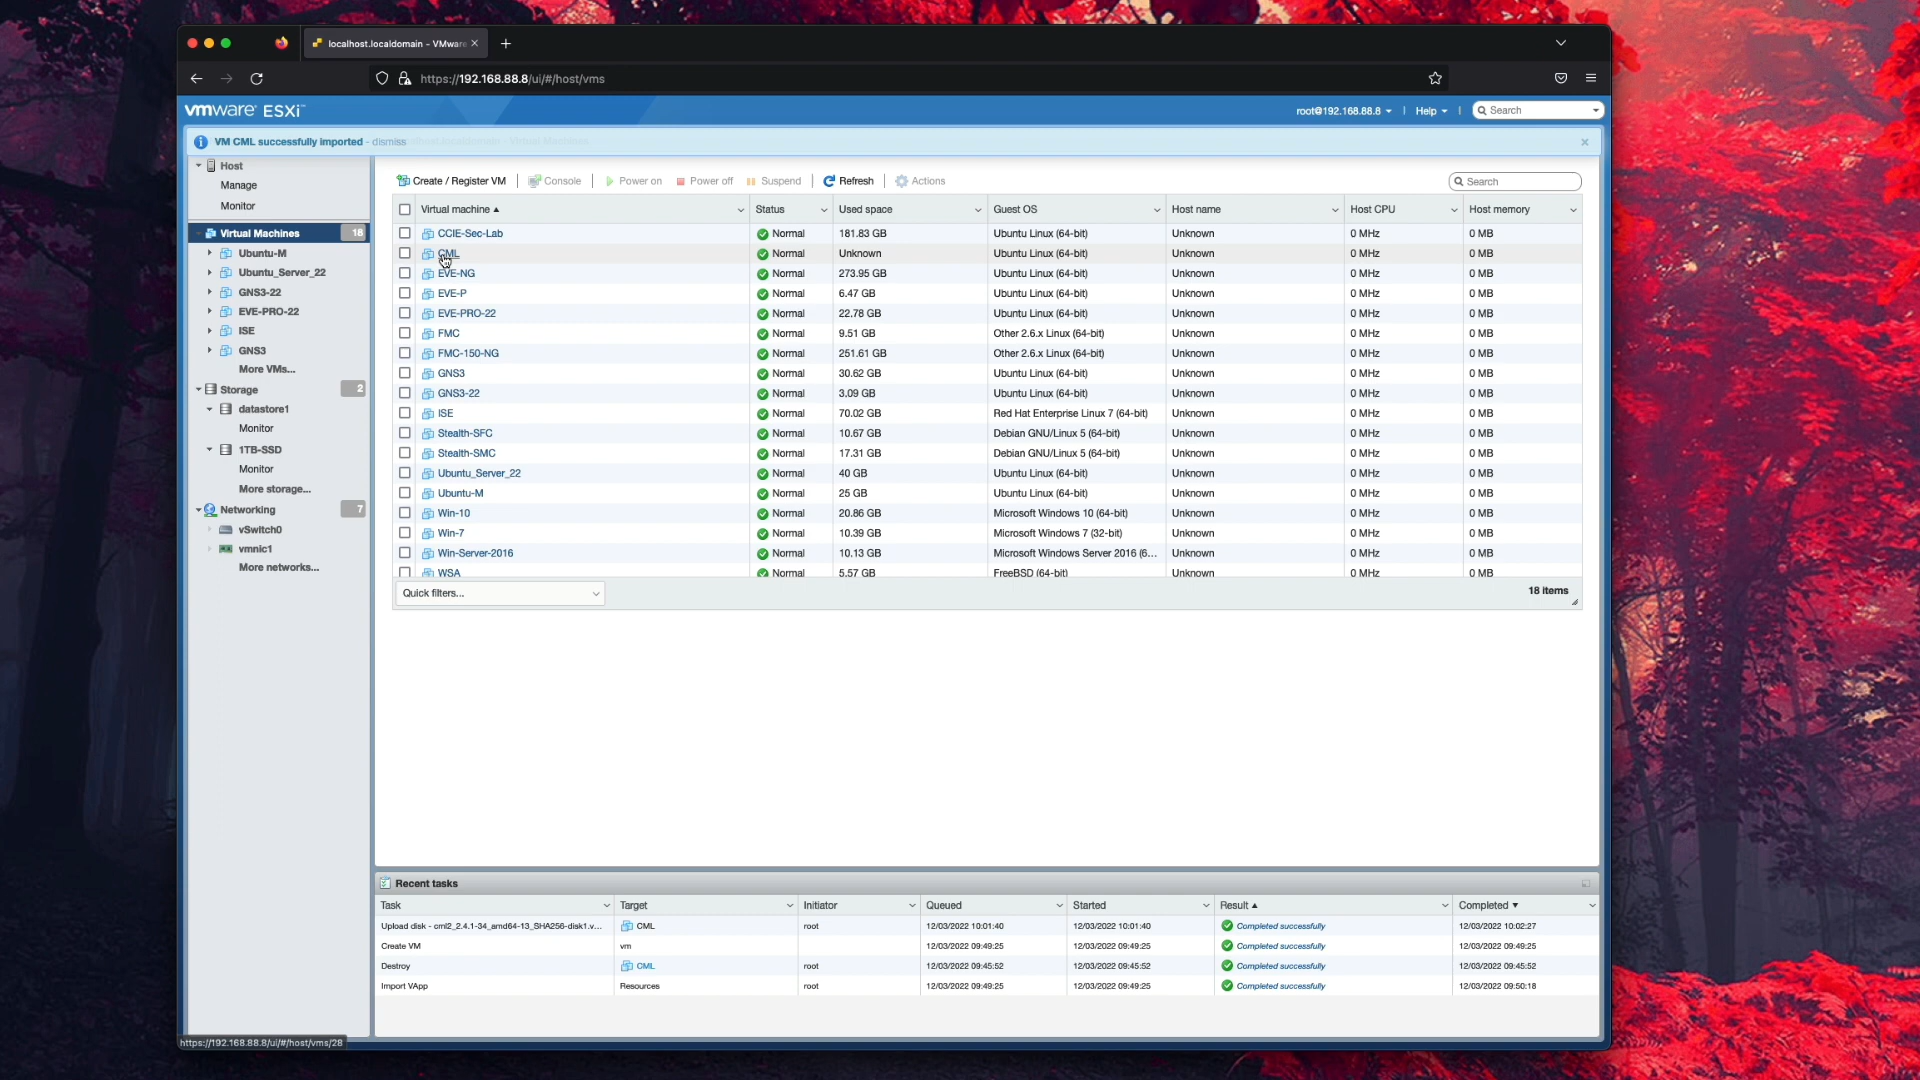 localhost.localdomain - VMware
https://192.168.88.8/ui/#/host/vms
vmware ESXi™
root@192.168.88.8 | Help | Search
VM CML successfully imported - dismiss
Host
Manage
Monitor
Virtual Machines 18
Ubuntu-M
Ubuntu_Server_22
GNS3-22
EVE-PRO-22
ISE
GNS3
More VMs...
Storage 2
datastore1
Monitor
1TB-SSD
Monitor
More storage...
Networking 7
vSwitch0
vmnic1
More networks...
Create / Register VM | Console | Power on Power off Suspend | Refresh | Actions Search
Virtual machine Status Used space Guest OS Host name Host CPU Host memory
CCIE-Sec-Lab Normal 181.83 GB Ubuntu Linux (64-bit) Unknown 0 MHz 0 MB
CML Normal Unknown Ubuntu Linux (64-bit) Unknown 0 MHz 0 MB
EVE-NG Normal 273.95 GB Ubuntu Linux (64-bit) Unknown 0 MHz 0 MB
EVE-P Normal 6.47 GB Ubuntu Linux (64-bit) Unknown 0 MHz 0 MB
EVE-PRO-22 Normal 22.78 GB Ubuntu Linux (64-bit) Unknown 0 MHz 0 MB
FMC Normal 9.51 GB Other 2.6.x Linux (64-bit) Unknown 0 MHz 0 MB
FMC-150-NG Normal 251.61 GB Other 2.6.x Linux (64-bit) Unknown 0 MHz 0 MB
GNS3 Normal 30.62 GB Ubuntu Linux (64-bit) Unknown 0 MHz 0 MB
GNS3-22 Normal 3.09 GB Ubuntu Linux (64-bit) Unknown 0 MHz 0 MB
ISE Normal 70.02 GB Red Hat Enterprise Linux 7 (64-bit) Unknown 0 MHz 0 MB
Stealth-SFC Normal 10.67 GB Debian GNU/Linux 5 (64-bit) Unknown 0 MHz 0 MB
Stealth-SMC Normal 17.31 GB Debian GNU/Linux 5 (64-bit) Unknown 0 MHz 0 MB
Ubuntu_Server_22 Normal 40 GB Ubuntu Linux (64-bit) Unknown 0 MHz 0 MB
Ubuntu-M Normal 25 GB Ubuntu Linux (64-bit) Unknown 0 MHz 0 MB
Win-10 Normal 20.86 GB Microsoft Windows 10 (64-bit) Unknown 0 MHz 0 MB
Win-7 Normal 10.39 GB Microsoft Windows 7 (32-bit) Unknown 0 MHz 0 MB
Win-Server-2016 Normal 10.13 GB Microsoft Windows Server 2016 (6... Unknown 0 MHz 0 MB
WSA Normal 5.57 GB FreeBSD (64-bit) Unknown 0 MHz 0 MB
Quick filters... 18 items
Recent tasks
Task Target Initiator Queued Started Result Completed
Upload disk - cml2_2.4.1-34_amd64-13_SHA256-disk1.v... CML root 12/03/2022 10:01:40 12/03/2022 10:01:40 Completed successfully 12/03/2022 10:02:27
Create VM vm 12/03/2022 09:49:25 12/03/2022 09:49:25 Completed successfully 12/03/2022 09:49:25
Destroy CML root 12/03/2022 09:45:52 12/03/2022 09:45:52 Completed successfully 12/03/2022 09:45:52
Import VApp Resources root 12/03/2022 09:49:25 12/03/2022 09:49:25 Completed successfully 12/03/2022 09:50:18
https://192.168.88.8/ui/#/host/vms/28